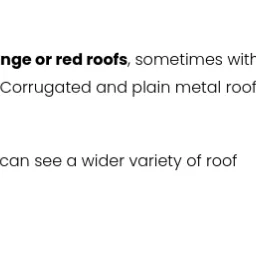 nge or red roofs, sometimes with
Corrugated and plain metal roof
can see a wider variety of roof